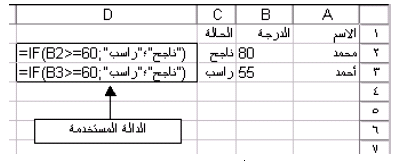 A B C D
١ الاسم الدرجة الحالة
٢ محمد 80 ناجح =IF(B2>=60;"ناجح"؛"راسب")
٣ أحمد 55 راسب =IF(B3>=60;"ناجح"؛"راسب")
٤
٥
٦ الدالة المستخدمة
٧